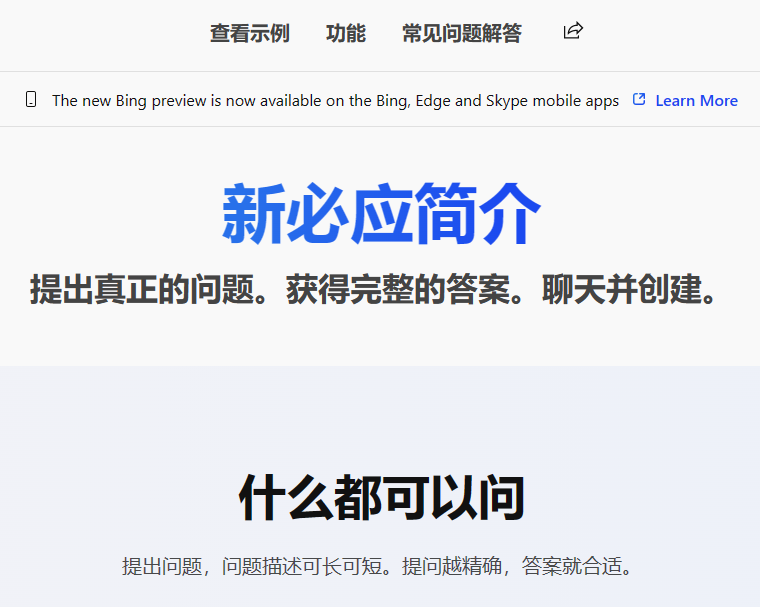 查看示例 功能 常见问题解答
The new Bing preview is now available on the Bing, Edge and Skype mobile apps Learn More
新必应简介
提出真正的问题。获得完整的答案。聊天并创建。
什么都可以问
提出问题，问题描述可长可短。提问越精确，答案就合适。